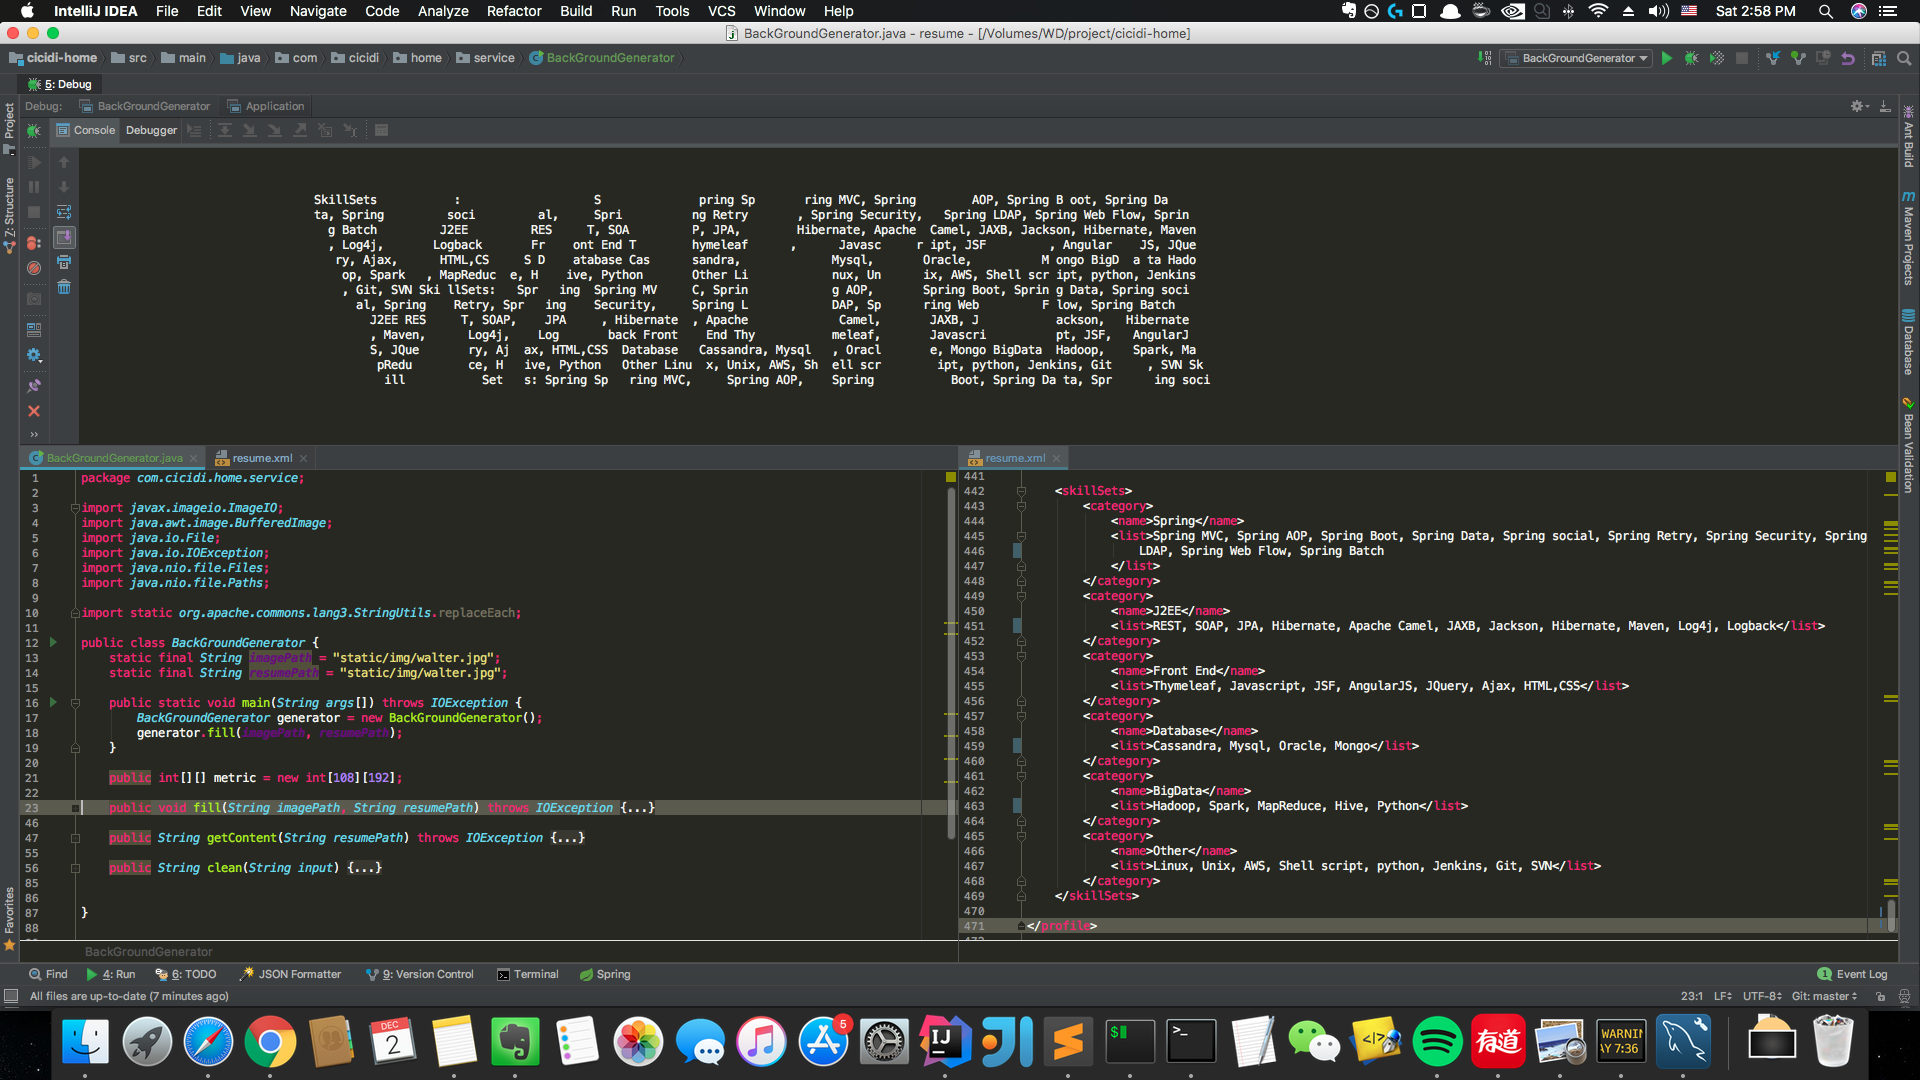 IntelliJ IDEA File Edit View Navigate Code Analyze Refactor Build Run Tools VCS Window Help Sat 2:58 PM
BackGroundGenerator.java - resume - [/Volumes/WD/project/cicidi-home]
cicidi-home src main java com cicidi home service BackGroundGenerator BackGroundGenerator
5: Debug
Debug: BackGroundGenerator Application
Console Debugger
Project
Z: Structure
Favorites
Ant Build
Maven Projects
Database
Bean Validation
SkillSets : S pring Sp ring MVC, Spring AOP, Spring B oot, Spring Da
ta, Spring soci al, Spri ng Retry , Spring Security, Spring LDAP, Spring Web Flow, Sprin
g Batch J2EE RES T, SOA P, JPA, Hibernate, Apache Camel, JAXB, Jackson, Hibernate, Maven
, Log4j, Logback Fr ont End T hymeleaf , Javasc r ipt, JSF , Angular JS, JQue
ry, Ajax, HTML,CS S D atabase Cas sandra, Mysql, Oracle, M ongo BigD a ta Hado
op, Spark , MapReduc e, H ive, Python Other Li nux, Un ix, AWS, Shell scr ipt, python, Jenkins
, Git, SVN Ski llSets: Spr ing Spring MV C, Sprin g AOP, Spring Boot, Sprin g Data, Spring soci
al, Spring Retry, Spr ing Security, Spring L DAP, Sp ring Web F low, Spring Batch
J2EE RES T, SOAP, JPA , Hibernate , Apache Camel, JAXB, J ackson, Hibernate
, Maven, Log4j, Log back Front End Thy meleaf, Javascri pt, JSF, AngularJ
S, JQue ry, Aj ax, HTML,CSS Database Cassandra, Mysql , Oracl e, Mongo BigData Hadoop, Spark, Ma
pRedu ce, H ive, Python Other Linu x, Unix, AWS, Sh ell scr ipt, python, Jenkins, Git , SVN Sk
ill Set s: Spring Sp ring MVC, Spring AOP, Spring Boot, Spring Da ta, Spr ing soci
BackGroundGenerator.java resume.xml
1 package com.cicidi.home.service;
2
3 import javax.imageio.ImageIO;
4 import java.awt.image.BufferedImage;
5 import java.io.File;
6 import java.io.IOException;
7 import java.nio.file.Files;
8 import java.nio.file.Paths;
9
10 import static org.apache.commons.lang3.StringUtils.replaceEach;
11
12 public class BackGroundGenerator {
13 static final String imagePath = "static/img/walter.jpg";
14 static final String resumePath = "static/img/walter.jpg";
15
16 public static void main(String args[]) throws IOException {
17 BackGroundGenerator generator = new BackGroundGenerator();
18 generator.fill(imagePath, resumePath);
19 }
20
21 public int[][] metric = new int[108][192];
22
23 public void fill(String imagePath, String resumePath) throws IOException {...}
46
47 public String getContent(String resumePath) throws IOException {...}
55
56 public String clean(String input) {...}
85
86
87 }
88
BackGroundGenerator
resume.xml
441
442 <skillSets>
443 <category>
444 <name>Spring</name>
445 <list>Spring MVC, Spring AOP, Spring Boot, Spring Data, Spring social, Spring Retry, Spring Security, Spring
446 LDAP, Spring Web Flow, Spring Batch
447 </list>
448 </category>
449 <category>
450 <name>J2EE</name>
451 <list>REST, SOAP, JPA, Hibernate, Apache Camel, JAXB, Jackson, Hibernate, Maven, Log4j, Logback</list>
452 </category>
453 <category>
454 <name>Front End</name>
455 <list>Thymeleaf, Javascript, JSF, AngularJS, JQuery, Ajax, HTML,CSS</list>
456 </category>
457 <category>
458 <name>Database</name>
459 <list>Cassandra, Mysql, Oracle, Mongo</list>
460 </category>
461 <category>
462 <name>BigData</name>
463 <list>Hadoop, Spark, MapReduce, Hive, Python</list>
464 </category>
465 <category>
466 <name>Other</name>
467 <list>Linux, Unix, AWS, Shell script, python, Jenkins, Git, SVN</list>
468 </category>
469 </skillSets>
470
471 </profile>
Find 4: Run 6: TODO JSON Formatter 9: Version Control Terminal Spring 1 Event Log
All files are up-to-date (7 minutes ago) 23:1 LF UTF-8 Git: master
DEC 2 5 IJ $ >_ </> 有道 WARNIN AY 7:36